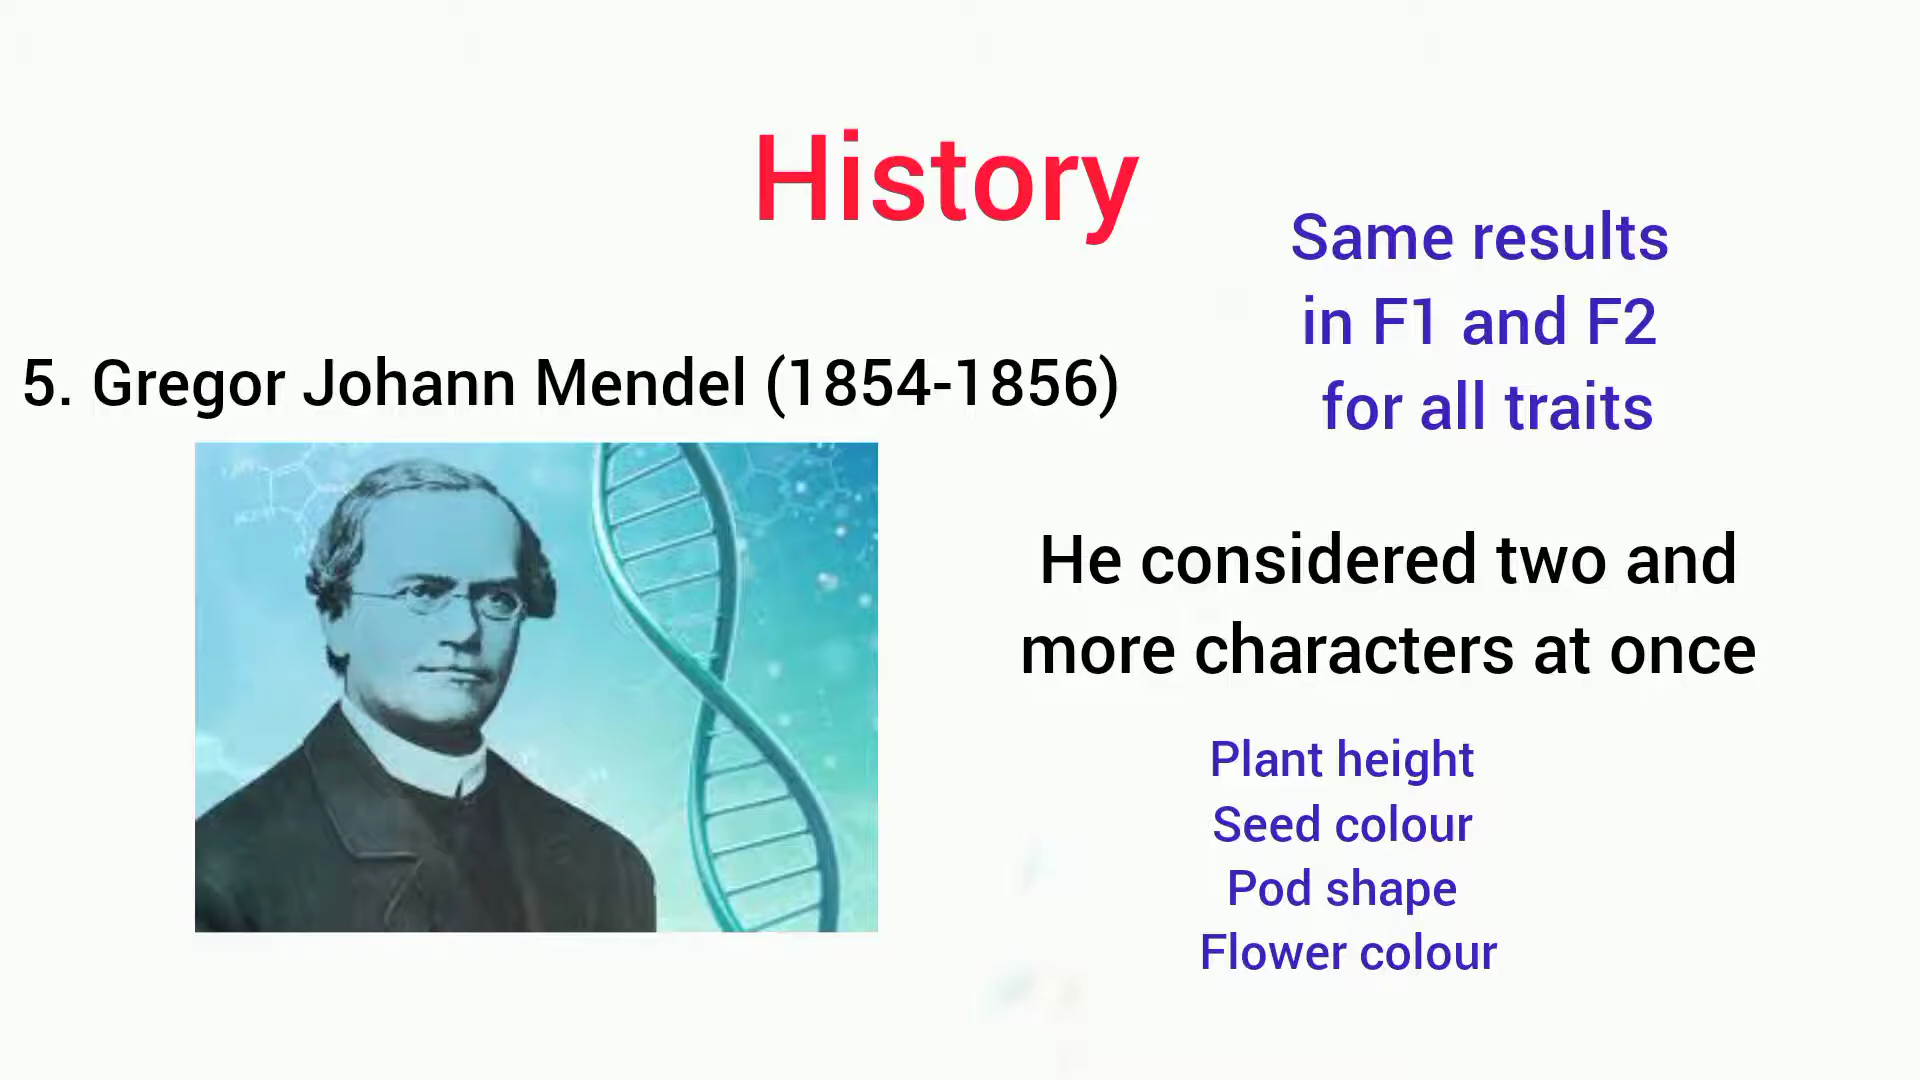 History
Same results
in F1 and F2
for all traits
5. Gregor Johann Mendel (1854-1856)
He considered two and
more characters at once
Plant height
Seed colour
Pod shape
Flower colour